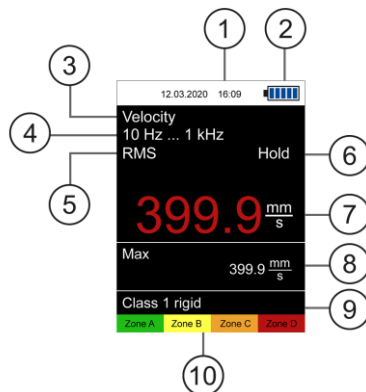 1 2
12.03.2020 16:09
3 Velocity
4 10 Hz ... 1 kHz
5 RMS Hold 6
399.9 mm/s 7
Max
399.9 mm/s 8
Class 1 rigid 9
Zone A Zone B Zone C Zone D
10